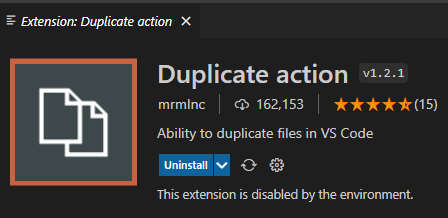 Extension: Duplicate action
Duplicate action v1.2.1
mrmlnc 162,153 (15)
Ability to duplicate files in VS Code
Uninstall
This extension is disabled by the environment.